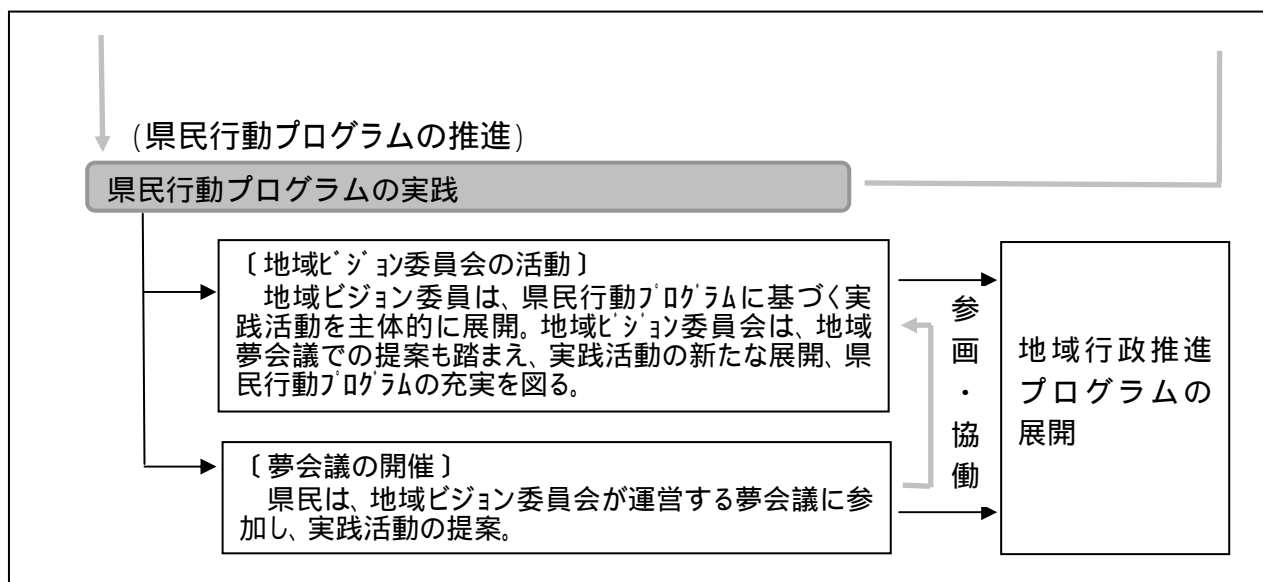 (県民行動プログラムの推進)
県民行動プログラムの実践
〔地域ﾋﾞｼﾞｮﾝ委員会の活動〕
地域ビジョン委員は、県民行動ﾌﾟﾛｸﾞﾗﾑに基づく実
践活動を主体的に展開。地域ﾋﾞｼﾞｮﾝ委員会は、地域
夢会議での提案も踏まえ、実践活動の新たな展開、県
民行動ﾌﾟﾛｸﾞﾗﾑの充実を図る。
〔夢会議の開催〕
県民は、地域ビジョン委員会が運営する夢会議に参
加し、実践活動の提案。
参画・協働
地域行政推進
プログラムの
展開